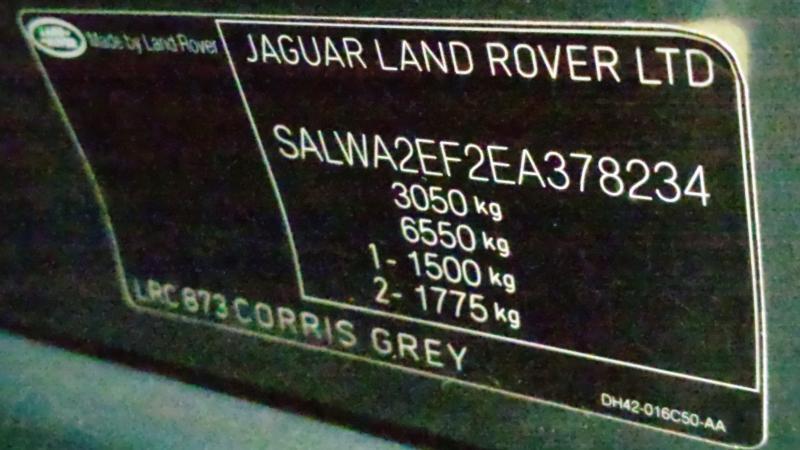 LAND ROVER
Made by Land Rover
JAGUAR LAND ROVER LTD
SALWA2EF2EA378234
3050 kg
6550 kg
1- 1500 kg
2- 1775 kg
LRC 873 CORRIS GREY
DH42-016C50-AA